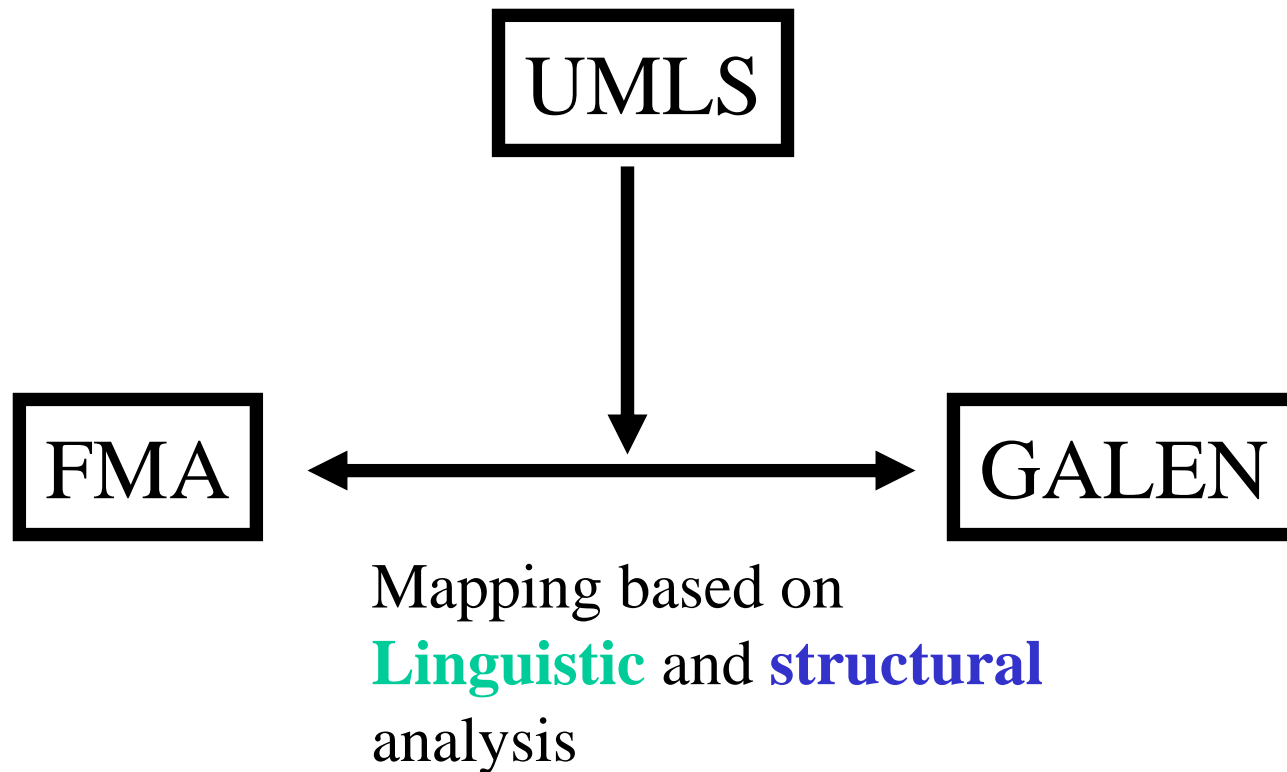 UMLS
FMA
GALEN
Mapping based on
Linguistic and structural
analysis